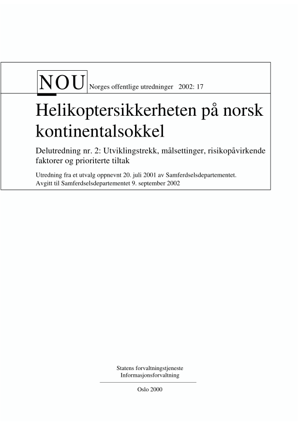 NOU Norges offentlige utredninger 2002: 17
Helikoptersikkerheten på norsk
kontinentalsokkel
Delutredning nr. 2: Utviklingstrekk, målsettinger, risikopåvirkende
faktorer og prioriterte tiltak
Utredning fra et utvalg oppnevnt 20. juli 2001 av Samferdselsdepartementet.
Avgitt til Samferdselsdepartementet 9. september 2002
Statens forvaltningstjeneste
Informasjonsforvaltning
Oslo 2000